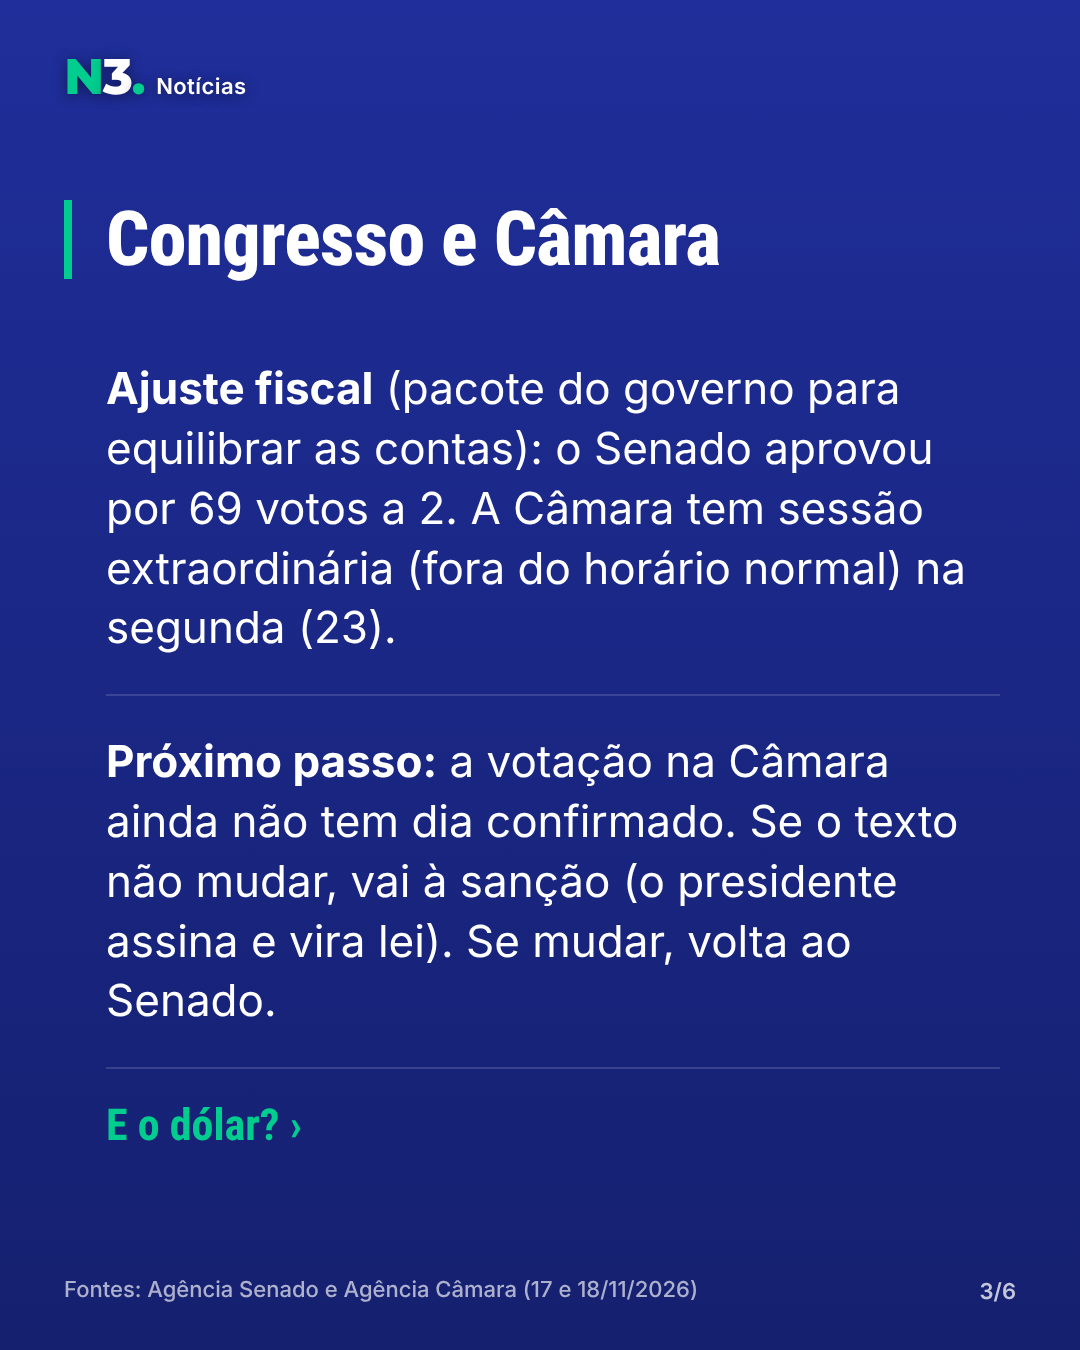 N3. Notícias
Congresso e Câmara
Ajuste fiscal (pacote do governo para
equilibrar as contas): o Senado aprovou
por 69 votos a 2. A Câmara tem sessão
extraordinária (fora do horário normal) na
segunda (23).
Próximo passo: a votação na Câmara
ainda não tem dia confirmado. Se o texto
não mudar, vai à sanção (o presidente
assina e vira lei). Se mudar, volta ao
Senado.
E o dólar? ›
Fontes: Agência Senado e Agência Câmara (17 e 18/11/2026)
3/6